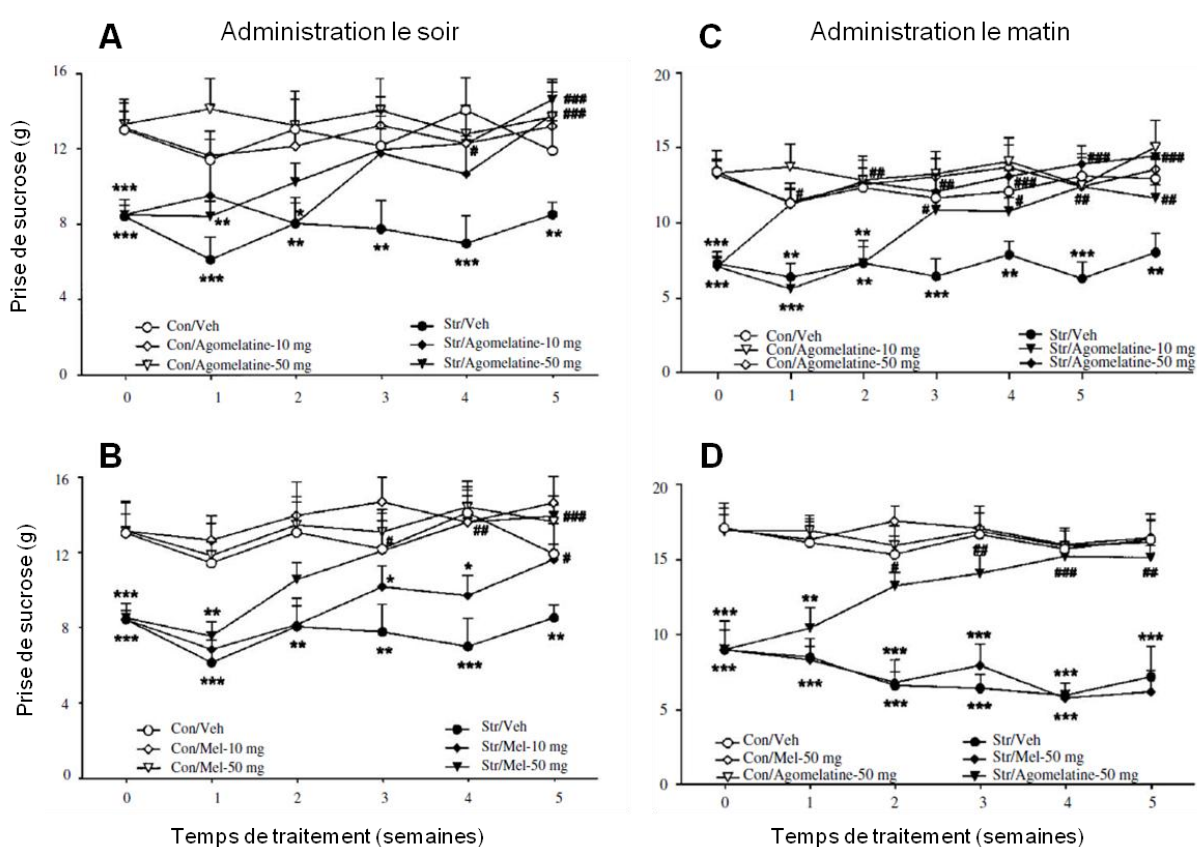 A
Administration le soir
Prise de sucrose (g)
16
12
8
4
0
***
***
**
***
*
**
**
#
***
###
###
**
Con/Veh
Con/Agomelatine-10 mg
Con/Agomelatine-50 mg
Str/Veh
Str/Agomelatine-10 mg
Str/Agomelatine-50 mg
0 1 2 3 4 5
C
Administration le matin
20
15
10
5
0
***
***
#
**
***
##
**
**
##
#
***
###
#
**
###
##
***
###
##
**
Con/Veh
Con/Agomelatine-10 mg
Con/Agomelatine-50 mg
Str/Veh
Str/Agomelatine-10 mg
Str/Agomelatine-50 mg
0 1 2 3 4 5
B
Prise de sucrose (g)
16
12
8
4
0
***
***
**
***
**
#
*
**
##
*
***
###
#
**
Con/Veh
Con/Mel-10 mg
Con/Mel-50 mg
Str/Veh
Str/Mel-10 mg
Str/Mel-50 mg
0 1 2 3 4 5
Temps de traitement (semaines)
D
20
15
10
5
0
***
***
**
***
#
***
***
##
***
***
###
***
***
##
***
Con/Veh
Con/Mel-50 mg
Con/Agomelatine-50 mg
Str/Veh
Str/Mel-50 mg
Str/Agomelatine-50 mg
0 1 2 3 4 5
Temps de traitement (semaines)